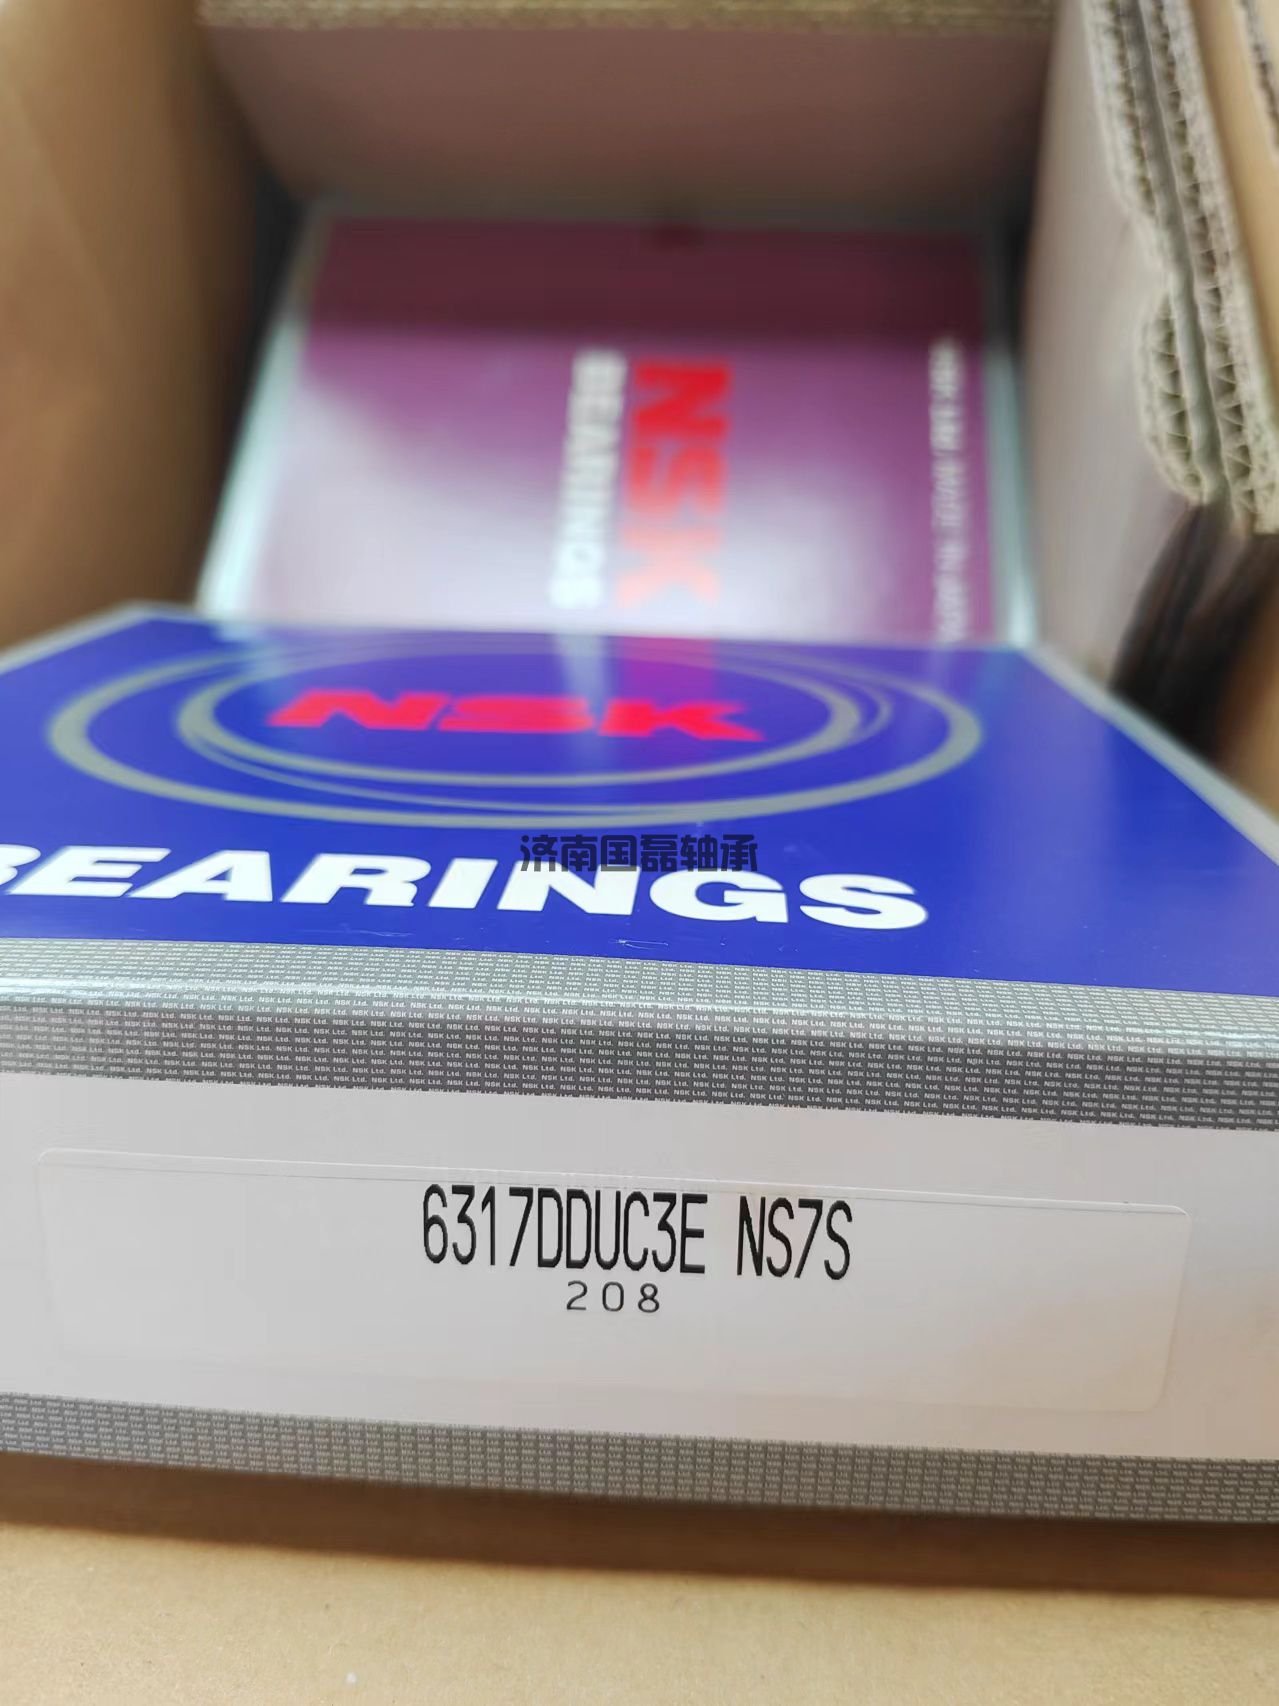 NSK
BEARINGS
NSK
BEARINGS
济南国磊轴承
6317DDUC3E NS7S
208